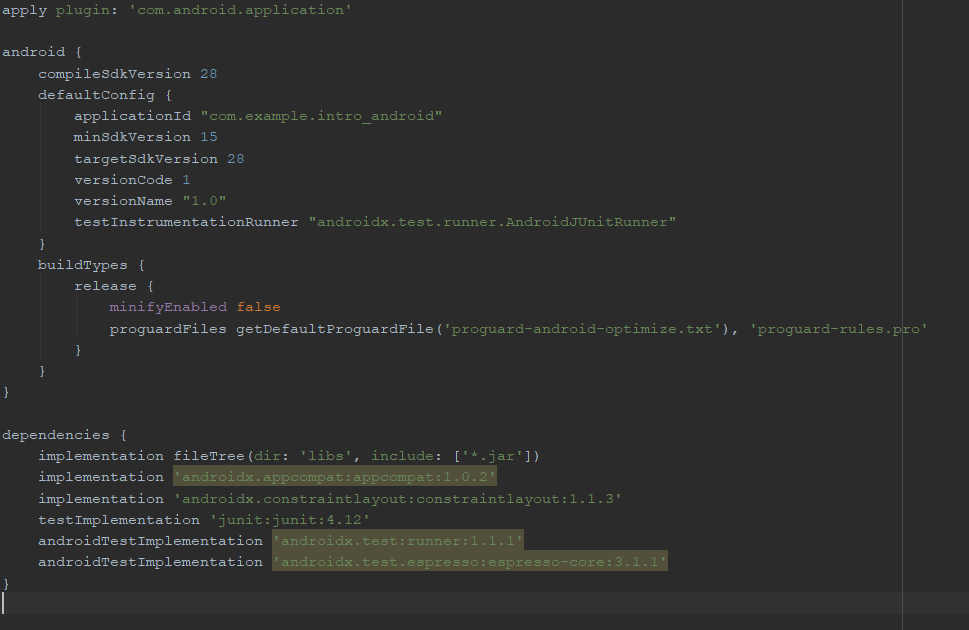 apply plugin: 'com.android.application'

android {
    compileSdkVersion 28
    defaultConfig {
        applicationId "com.example.intro_android"
        minSdkVersion 15
        targetSdkVersion 28
        versionCode 1
        versionName "1.0"
        testInstrumentationRunner "androidx.test.runner.AndroidJUnitRunner"
    }
    buildTypes {
        release {
            minifyEnabled false
            proguardFiles getDefaultProguardFile('proguard-android-optimize.txt'), 'proguard-rules.pro'
        }
    }
}

dependencies {
    implementation fileTree(dir: 'libs', include: ['*.jar'])
    implementation 'androidx.appcompat:appcompat:1.0.2'
    implementation 'androidx.constraintlayout:constraintlayout:1.1.3'
    testImplementation 'junit:junit:4.12'
    androidTestImplementation 'androidx.test:runner:1.1.1'
    androidTestImplementation 'androidx.test.espresso:espresso-core:3.1.1'
}